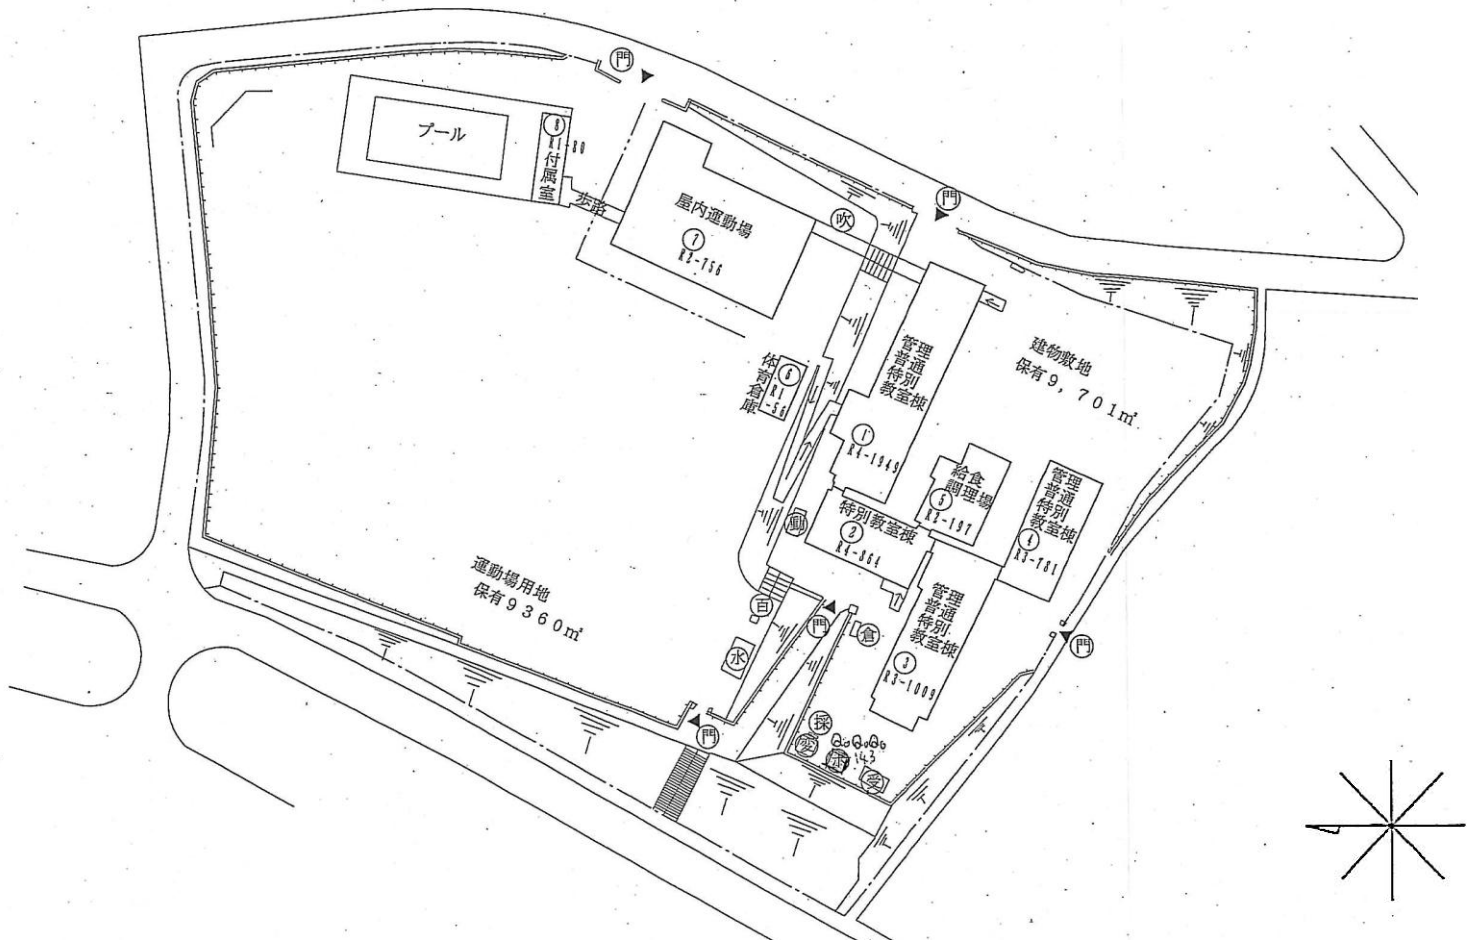 門
プール
8
R1-80
付属室
歩路
屋内運動場
7
R2-756
吹
門
管理
普通
特別
教室棟
1
R4-1949
建物敷地
保有9,701㎡
体育倉庫
6
R1
-56
給食
調理場
5
R2-197
管理
普通
特別
教室棟
4
R3-781
特別教室棟
2
R4-864
運動場用地
保有9360㎡
百
門
倉
管理
普通
特別
教室棟
3
R3-1009
門
水
門
採
143